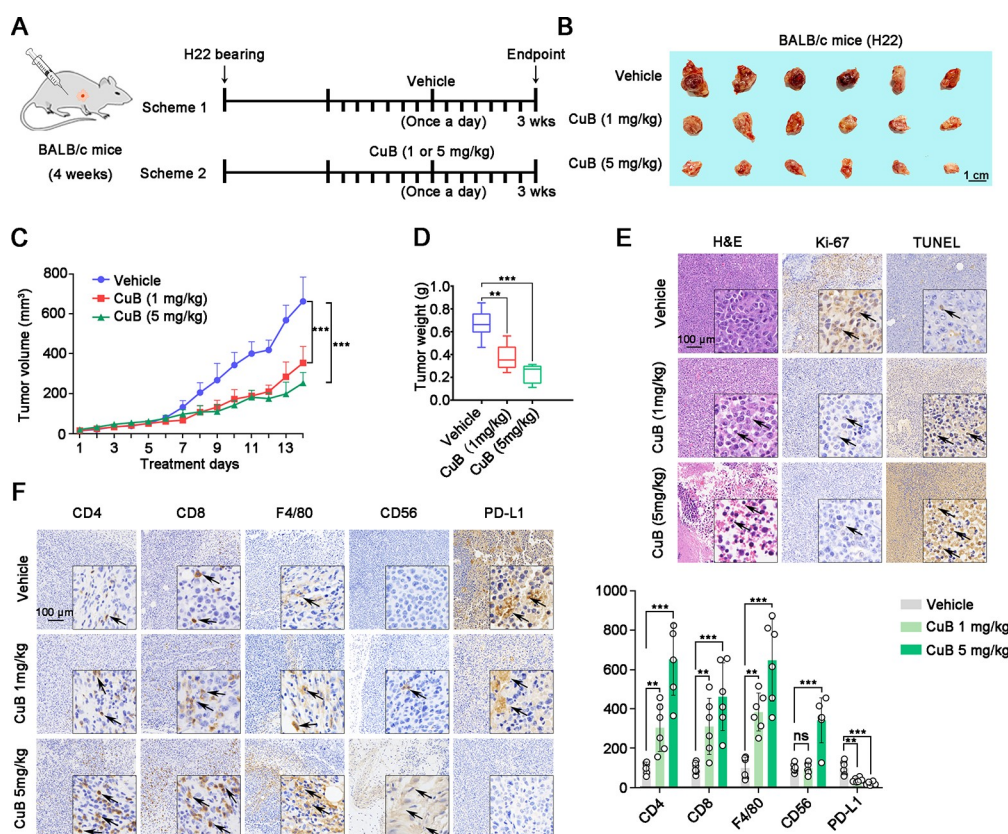 A
H22 bearing
Endpoint
Vehicle
Scheme 1
(Once a day)
3 wks
BALB/c mice
(4 weeks)
CuB (1 or 5 mg/kg)
Scheme 2
(Once a day)
3 wks
B
BALB/c mice (H22)
Vehicle
CuB (1 mg/kg)
CuB (5 mg/kg)
1 cm
C
Tumor volume (mm³)
800
600
400
200
0
Vehicle
CuB (1 mg/kg)
CuB (5 mg/kg)
***
***
1 3 5 7 9 11 13
Treatment days
D
Tumor weight (g)
1.0
0.8
0.6
0.4
0.2
0.0
***
**
Vehicle
CuB (1mg/kg)
CuB (5mg/kg)
E
H&E Ki-67 TUNEL
Vehicle
100 μm
CuB (1mg/kg)
CuB (5mg/kg)
F
CD4 CD8 F4/80 CD56 PD-L1
Vehicle
100 μm
CuB 1mg/kg
CuB 5mg/kg
1000
800
600
400
200
0
Vehicle
CuB 1 mg/kg
CuB 5 mg/kg
***
**
***
**
***
**
***
ns
***
**
CD4
CD8
F4/80
CD56
PD-L1